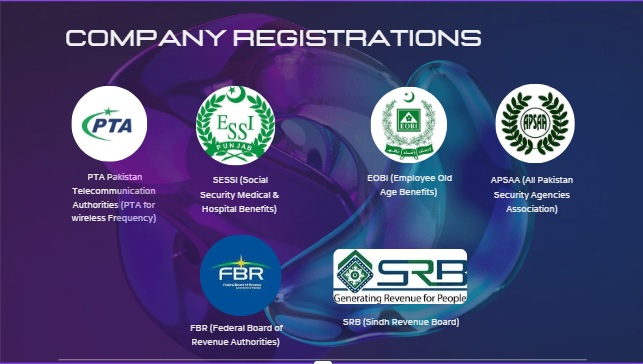 COMPANY REGISTRATIONS
PTA
PTA Pakistan
Telecommunication
Authorities (PTA for
wireless Frequency)
ESSI
PUNJAB
SESSI (Social
Security Medical &
Hospital Benefits)
EOBI
EOBI (Employee Old
Age Benefits)
APSAA
APSAA (All Pakistan
Security Agencies
Association)
FBR
FBR (Federal Board of
Revenue Authorities)
SRB
Generating Revenue for People
SRB (Sindh Revenue Board)